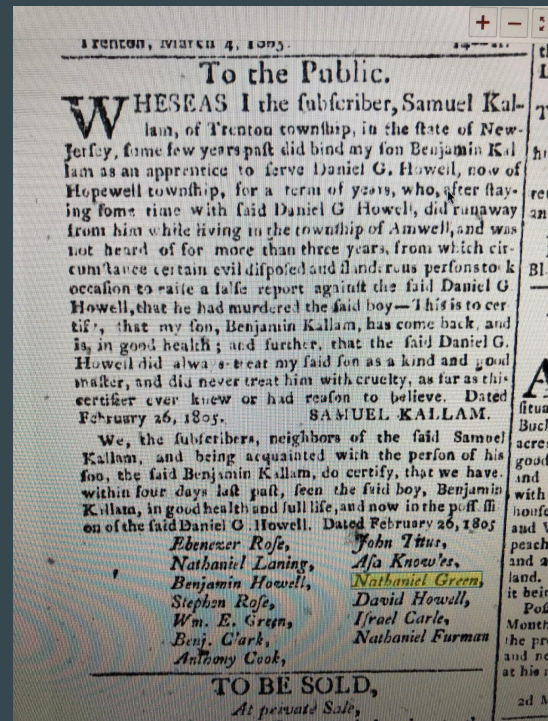 Trenton, March 4, 1805.
To the Public.
WHESEAS I the subscriber, Samuel Kal-
lam, of Trenton township, in the state of New-
Jersey, some few years past did bind my son Benjamin Kal
lam as an apprentice to serve Daniel G. Howell, now of
Hopewell township, for a term of years, who, after stay-
ing some time with said Daniel G Howell, did runaway
from him while living in the township of Amwell, and was
not heard of for more than three years, from which cir-
cumstance certain evil disposed and slanderous persons took
occasion to raise a false report against the said Daniel G
Howell, that he had murdered the said boy—This is to cer
tify, that my son, Benjamin Kallam, has come back, and
is, in good health; and further, that the said Daniel G.
Howell did always treat my said son as a kind and good
master, and did never treat him with cruelty, as far as this
certifier ever knew or had reason to believe. Dated
February 26, 1805. SAMUEL KALLAM.
We, the subscribers, neighbors of the said Samuel
Kallam, and being acquainted with the person of his
son, the said Benjamin Kallam, do certify, that we have
within four days last past, seen the said boy, Benjamin
Kallam, in good health and full life, and now in the possessi
on of the said Daniel G. Howell. Dated February 26, 1805
Ebenezer Rose, John Titus,
Nathaniel Laning, Asa Knowles,
Benjamin Howell, Nathaniel Green,
Stephen Rose, David Howell,
Wm. E. Green, Israel Carle,
Benj. Clark, Nathaniel Furman
Anthony Cook,
TO BE SOLD,
At private Sale,